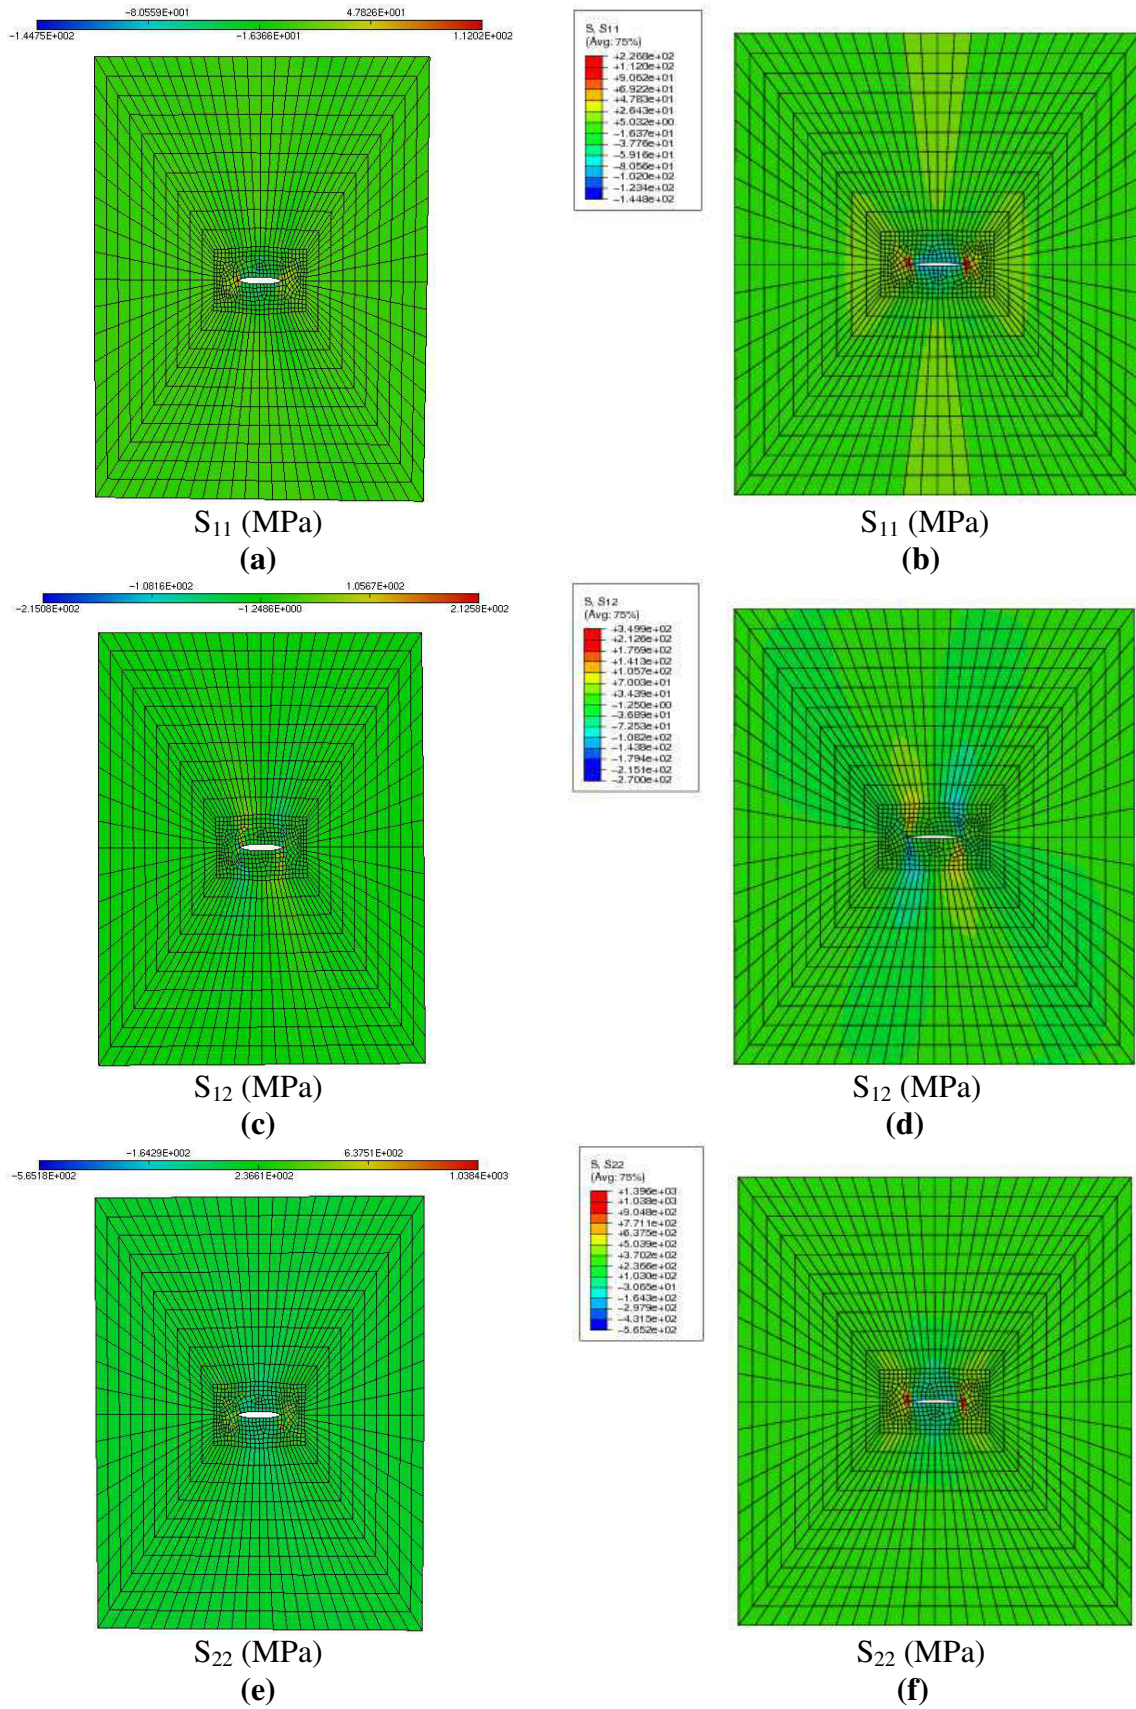 −8.0559E+001 4.7826E+001
−1.4475E+002 −1.6366E+001 1.1202E+002
S, S11
(Avg: 75%)
+2.268e+02
+1.120e+02
+9.062e+01
+6.922e+01
+4.783e+01
+2.643e+01
+5.032e+00
−1.637e+01
−3.776e+01
−5.916e+01
−8.056e+01
−1.020e+02
−1.234e+02
−1.448e+02
S₁₁ (MPa)
(a)
S₁₁ (MPa)
(b)
−1.0816E+002 1.0567E+002
−2.1508E+002 −1.2486E+000 2.1258E+002
S, S12
(Avg: 75%)
+3.499e+02
+2.126e+02
+1.769e+02
+1.413e+02
+1.057e+02
+7.003e+01
+3.439e+01
−1.250e+00
−3.689e+01
−7.253e+01
−1.082e+02
−1.438e+02
−1.794e+02
−2.151e+02
−2.700e+02
S₁₂ (MPa)
(c)
S₁₂ (MPa)
(d)
−1.6429E+002 6.3751E+002
−5.6518E+002 2.3661E+002 1.0384E+003
S, S22
(Avg: 75%)
+1.396e+03
+1.038e+03
+9.048e+02
+7.711e+02
+6.375e+02
+5.039e+02
+3.702e+02
+2.366e+02
+1.030e+02
−3.065e+01
−1.643e+02
−2.979e+02
−4.315e+02
−5.652e+02
S₂₂ (MPa)
(e)
S₂₂ (MPa)
(f)